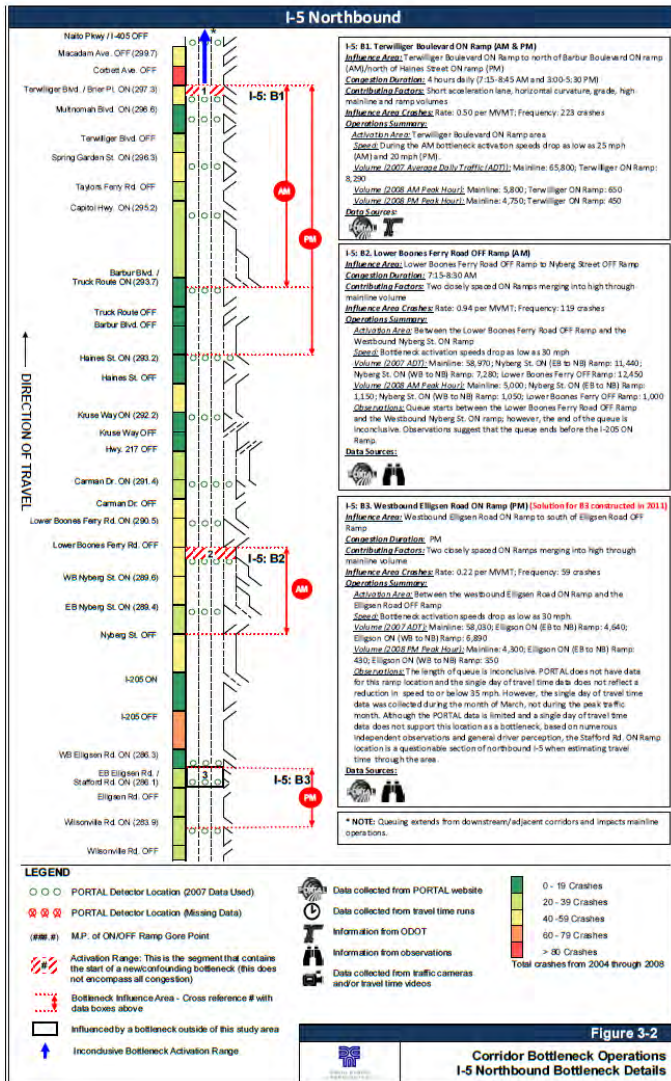 I-5 Northbound
Naito Pkwy / I-405 OFF
*
Macadam Ave. OFF (299.7)
Corbett Ave. OFF
Terwilliger Blvd. / Brier Pl. ON (297.3)
1
I-5: B1
Multnomah Blvd. ON (296.6)
Terwilliger Blvd. OFF
Spring Garden St. ON (296.3)
Taylors Ferry Rd. OFF
AM
Capitol Hwy. ON (295.2)
PM
Barbur Blvd. /
Truck Route ON (293.7)
Truck Route OFF
Barbur Blvd. OFF
Haines St. ON (293.2)
Haines St. OFF
DIRECTION OF TRAVEL
Kruse Way ON (292.2)
Kruse Way OFF
Hwy. 217 OFF
Carman Dr. ON (291.4)
Carman Dr. OFF
Lower Boones Ferry Rd. ON (290.5)
Lower Boones Ferry Rd. OFF
2
I-5: B2
WB Nyberg St. ON (289.6)
AM
EB Nyberg St. ON (289.4)
Nyberg St. OFF
I-205 ON
I-205 OFF
WB Elligsen Rd. ON (286.3)
EB Elligsen Rd. /
Stafford Rd. ON (286.1)
3
I-5: B3
Elligsen Rd. OFF
PM
Wilsonville Rd. ON (283.9)
Wilsonville Rd. OFF
I-5: B1. Terwilliger Boulevard ON Ramp (AM & PM)
Influence Area: Terwilliger Boulevard ON Ramp to north of Barbur Boulevard ON ramp
(AM)/north of Haines Street ON ramp (PM)
Congestion Duration: 4 hours daily (7:15-8:45 AM and 3:00-5:30 PM)
Contributing Factors: Short acceleration lane, horizontal curvature, grade, high
mainline and ramp volumes
Influence Area Crashes: Rate: 0.50 per MVMT; Frequency: 223 crashes
Operations Summary:
Activation Area: Terwilliger Boulevard ON Ramp area
Speed: During the AM bottleneck activation speeds drop as low as 25 mph
(AM) and 20 mph (PM).
Volume (2007 Average Daily Traffic (ADT)): Mainline: 65,800; Terwilliger ON Ramp:
8,290
Volume (2008 AM Peak Hour): Mainline: 5,800; Terwilliger ON Ramp: 650
Volume (2008 PM Peak Hour): Mainline: 4,750; Terwilliger ON Ramp: 450
Data Sources:
I-5: B2. Lower Boones Ferry Road OFF Ramp (AM)
Influence Area: Lower Boones Ferry Road OFF Ramp to Nyberg Street OFF Ramp
Congestion Duration: 7:15-8:30 AM
Contributing Factors: Two closely spaced ON Ramps merging into high through
mainline volume
Influence Area Crashes: Rate: 0.94 per MVMT; Frequency: 119 crashes
Operations Summary:
Activation Area: Between the Lower Boones Ferry Road OFF Ramp and the
Westbound Nyberg St. ON Ramp
Speed: Bottleneck activation speeds drop as low as 30 mph
Volume (2007 ADT): Mainline: 58,970; Nyberg St. ON (EB to NB) Ramp: 11,440;
Nyberg St. ON (WB to NB) Ramp: 7,280; Lower Boones Ferry OFF Ramp: 12,450
Volume (2008 AM Peak Hour): Mainline: 5,000; Nyberg St. ON (EB to NB) Ramp:
1,150; Nyberg St. ON (WB to NB) Ramp: 1,050; Lower Boones Ferry OFF Ramp: 1,000
Observations: Queue starts between the Lower Boones Ferry Road OFF Ramp
and the Westbound Nyberg St. ON ramp; however, the end of the queue is
inconclusive. Observations suggest that the queue ends before the I-205 ON
Ramp.
Data Sources:
I-5: B3. Westbound Elligsen Road ON Ramp (PM) (Solution for B3 constructed in 2011)
Influence Area: Westbound Elligsen Road ON Ramp to south of Elligsen Road OFF
Ramp
Congestion Duration: PM
Contributing Factors: Two closely spaced ON Ramps merging into high through
mainline volume
Influence Area Crashes: Rate: 0.22 per MVMT; Frequency: 59 crashes
Operations Summary:
Activation Area: Between the westbound Elligsen Road ON Ramp and the
Elligsen Road OFF Ramp
Speed: Bottleneck activation speeds drop as low as 30 mph.
Volume (2007 ADT): Mainline: 58,030; Elligson ON (EB to NB) Ramp: 4,640;
Elligson ON (WB to NB) Ramp: 6,890
Volume (2008 PM Peak Hour): Mainline: 4,300; Elligson ON (EB to NB) Ramp:
430; Elligson ON (WB to NB) Ramp: 350
Observations: The length of queue is inconclusive. PORTAL does not have data
for this ramp location and the single day of travel time data does not reflect a
reduction in speed to or below 35 mph. However, the single day of travel time
data was collected during the month of March, not during the peak traffic
month. Although the PORTAL data is limited and a single day of travel time
data does not support this location as a bottleneck, based on numerous
independent observations and general driver perception, the Stafford Rd. ON Ramp
location is a questionable section of northbound I-5 when estimating travel
time through the area.
Data Sources:
* NOTE: Queuing extends from downstream/adjacent corridors and impacts mainline
operations.
LEGEND
PORTAL Detector Location (2007 Data Used)
PORTAL Detector Location (Missing Data)
(###.#) M.P. of ON/OFF Ramp Gore Point
# Activation Range: This is the segment that contains
the start of a new/confounding bottleneck (this does
not encompass all congestion)
Bottleneck Influence Area - Cross reference # with
data boxes above
Influenced by a bottleneck outside of this study area
Inconclusive Bottleneck Activation Range
Data collected from PORTAL website
Data collected from travel time runs
Information from ODOT
Information from observations
Data collected from traffic cameras
and/or travel time videos
0 - 19 Crashes
20 - 39 Crashes
40 -59 Crashes
60 - 79 Crashes
> 80 Crashes
Total crashes from 2004 through 2008
Figure 3-2
Corridor Bottleneck Operations
I-5 Northbound Bottleneck Details